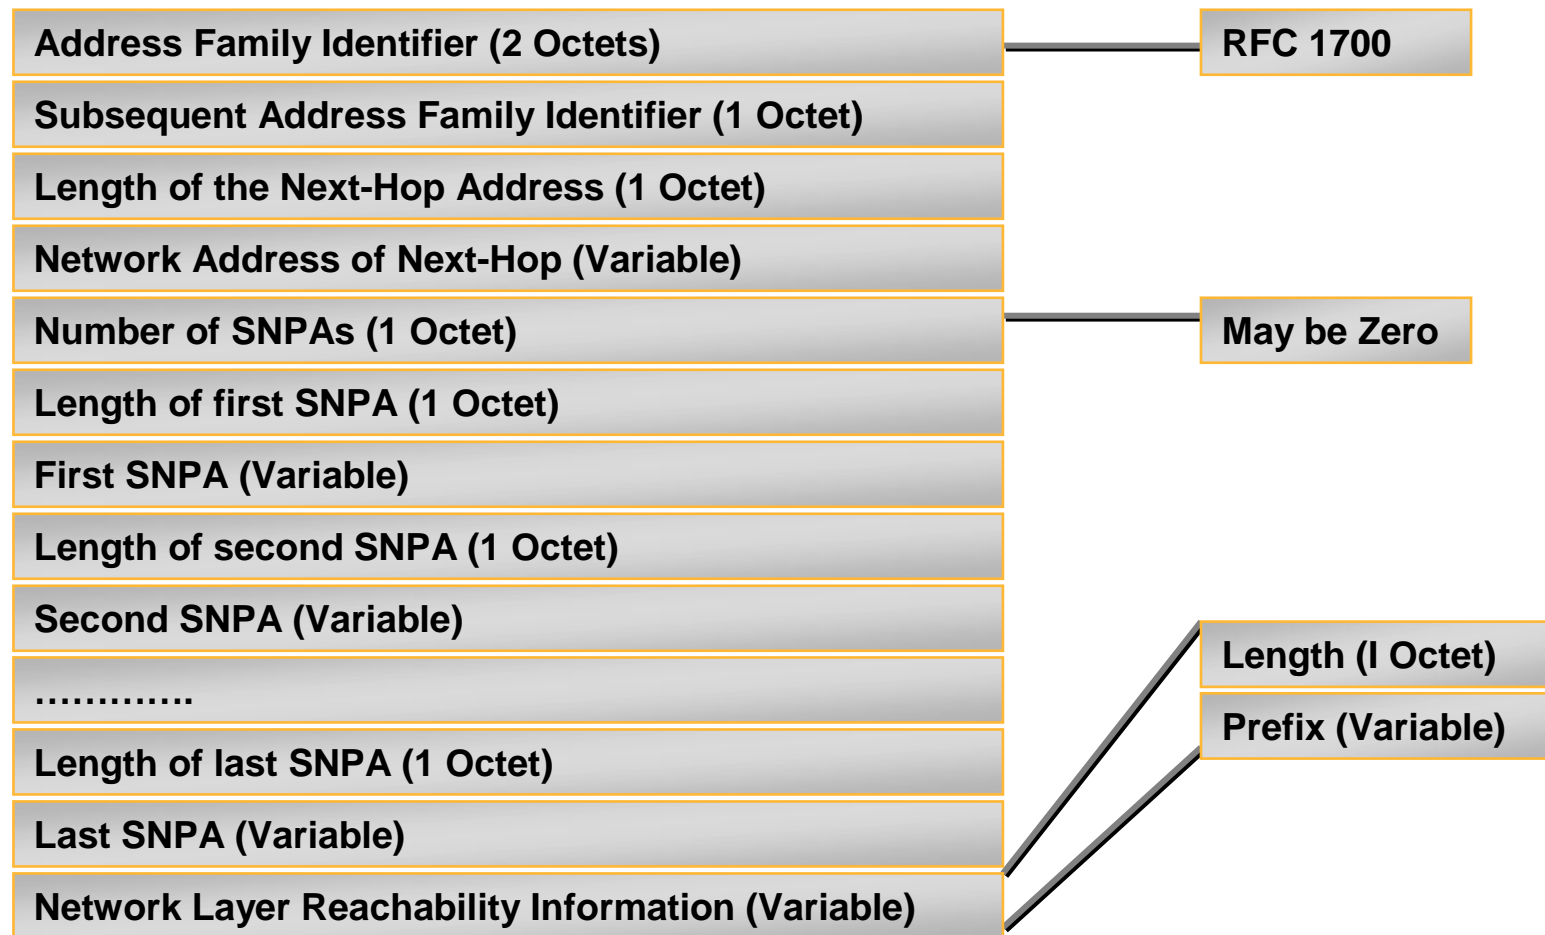 Address Family Identifier (2 Octets)
RFC 1700
Subsequent Address Family Identifier (1 Octet)
Length of the Next-Hop Address (1 Octet)
Network Address of Next-Hop (Variable)
Number of SNPAs (1 Octet)
May be Zero
Length of first SNPA (1 Octet)
First SNPA (Variable)
Length of second SNPA (1 Octet)
Second SNPA (Variable)
Length (I Octet)
………….
Prefix (Variable)
Length of last SNPA (1 Octet)
Last SNPA (Variable)
Network Layer Reachability Information (Variable)